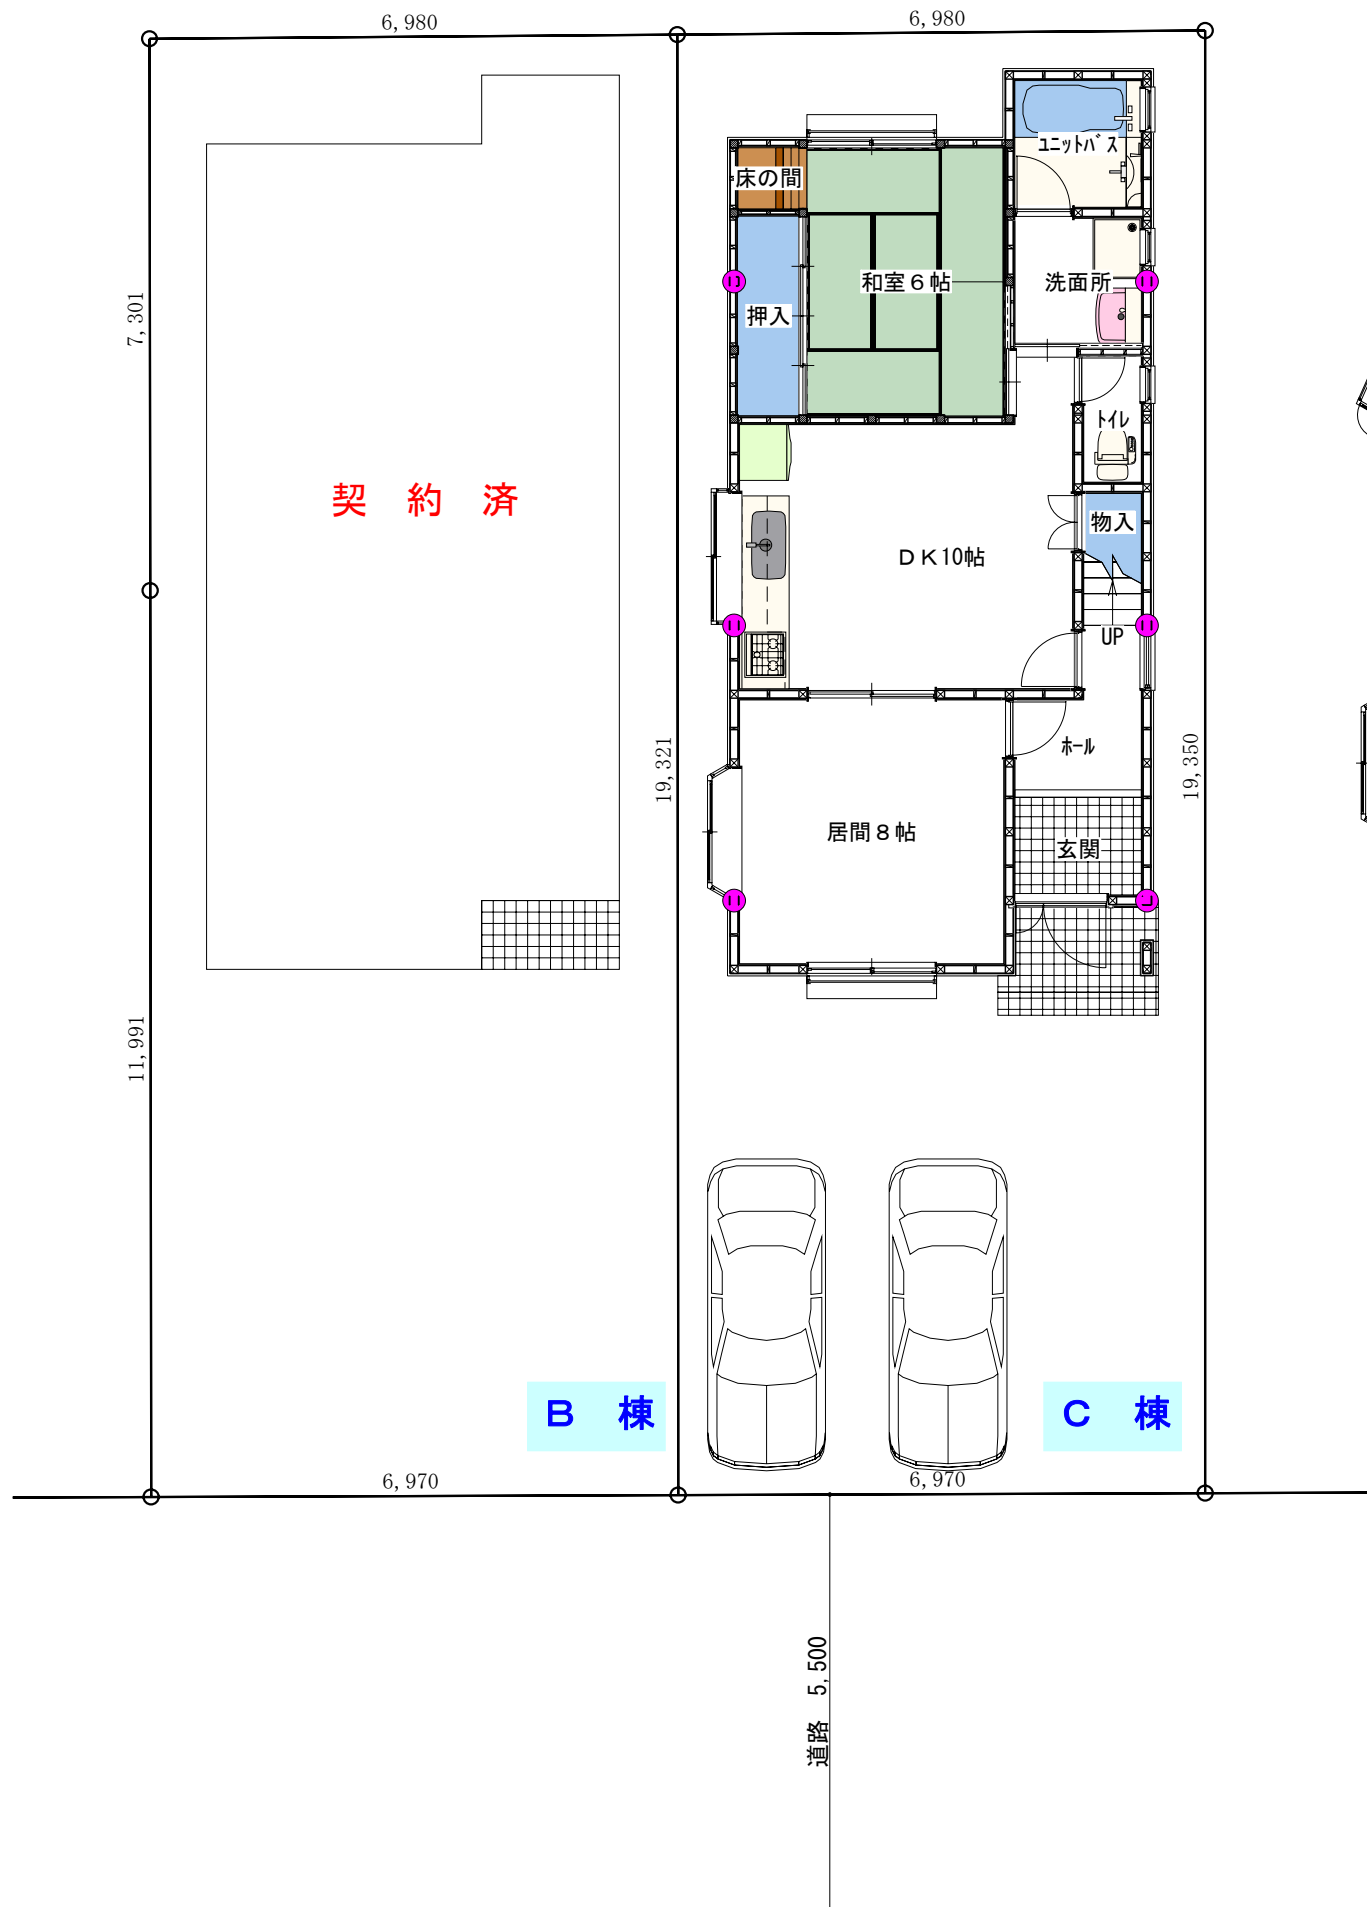 6,980
6,980
ユニットバス
床の間
和室６帖
洗面所
押入
7,301
トイレ
契 約 済
物入
ＤＫ10帖
UP
ホール
19,321
19,350
居間８帖
玄関
11,991
Ｂ 棟
Ｃ 棟
6,970
6,970
道路 5,500